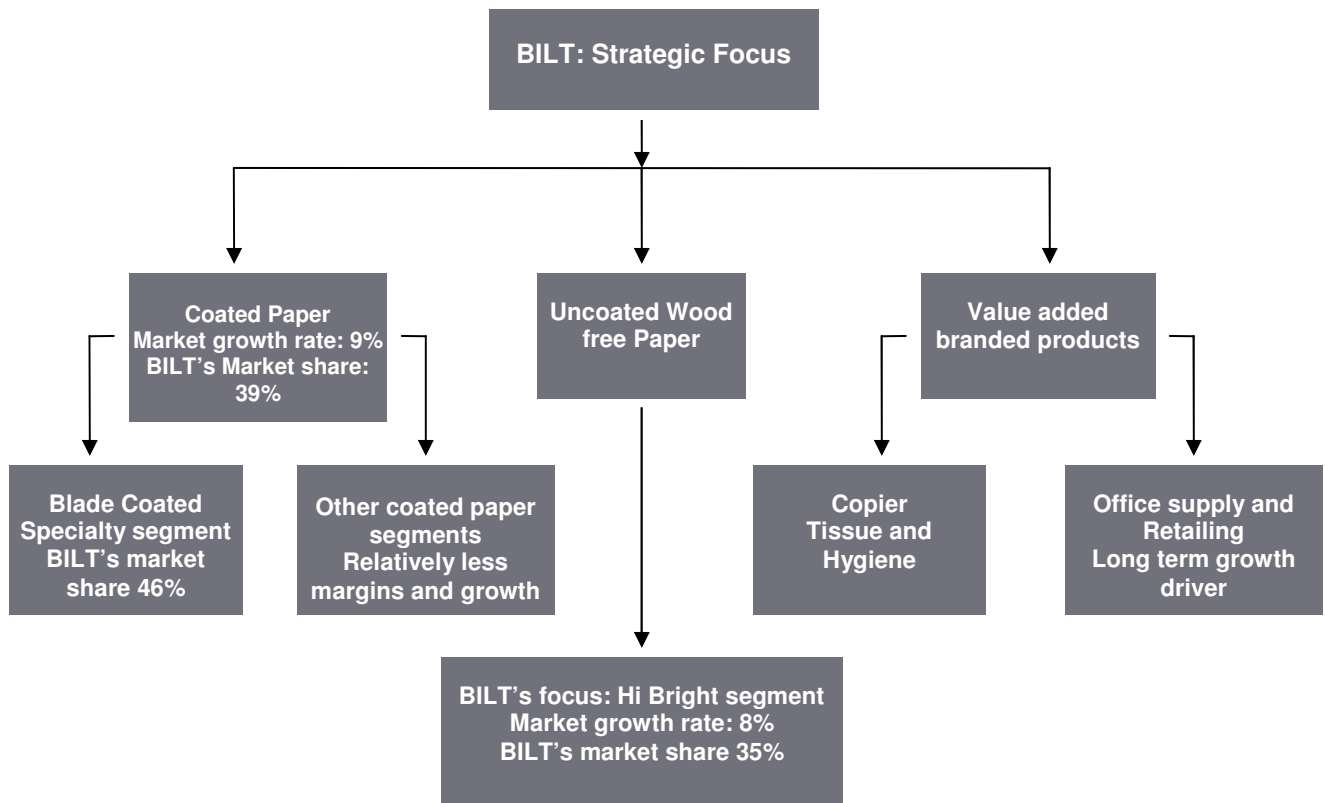 BILT: Strategic Focus
Coated Paper
Market growth rate: 9%
BILT’s Market share:
39%
Uncoated Wood
free Paper
Value added
branded products
Blade Coated
Specialty segment
BILT’s market
share 46%
Other coated paper
segments
Relatively less
margins and growth
Copier
Tissue and
Hygiene
Office supply and
Retailing
Long term growth
driver
BILT’s focus: Hi Bright segment
Market growth rate: 8%
BILT’s market share 35%